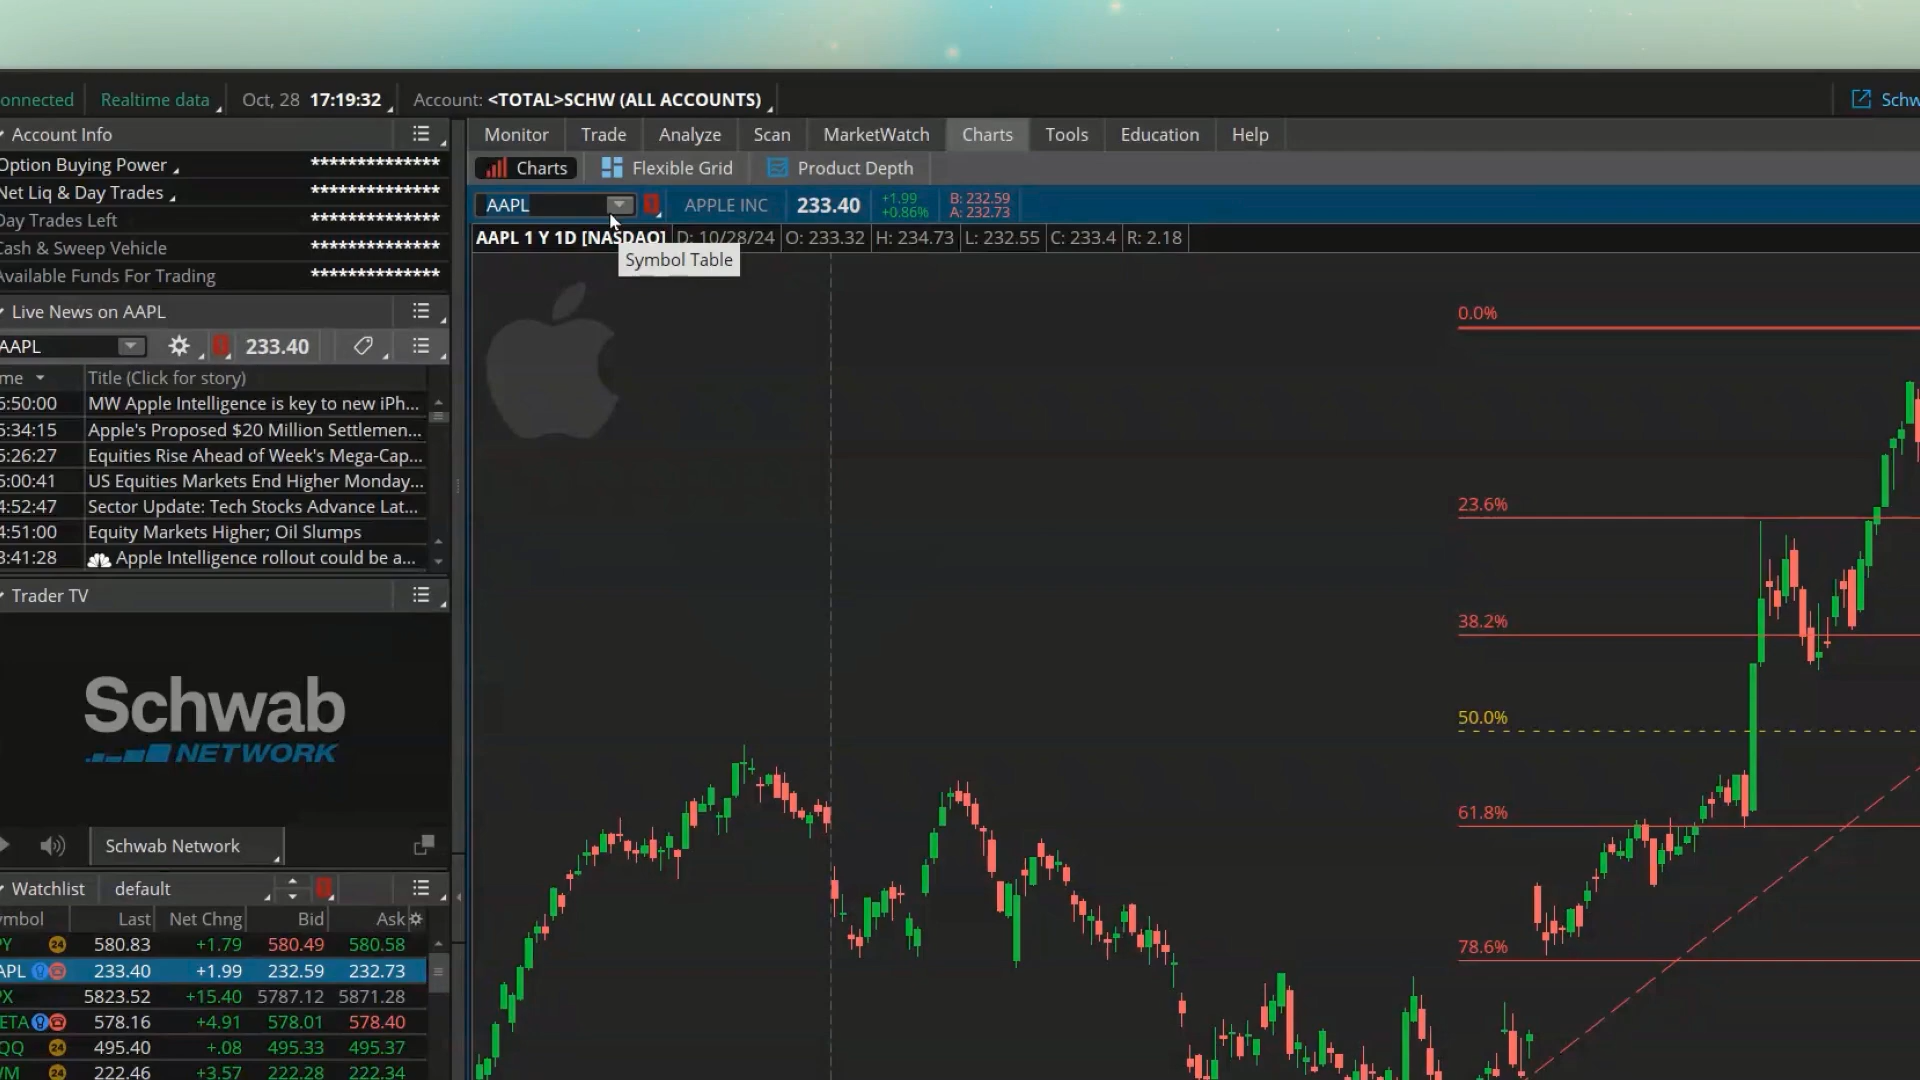 onnected Realtime data Oct, 28 17:19:32 Account: <TOTAL>SCHW (ALL ACCOUNTS) Schw
Account Info
Option Buying Power **************
Net Liq & Day Trades **************
Day Trades Left **************
Cash & Sweep Vehicle **************
Available Funds For Trading **************
Live News on AAPL
AAPL 233.40
me Title (Click for story)
5:50:00 MW Apple Intelligence is key to new iPh...
5:34:15 Apple's Proposed $20 Million Settlemen...
5:26:27 Equities Rise Ahead of Week's Mega-Cap...
5:00:41 US Equities Markets End Higher Monday...
4:52:47 Sector Update: Tech Stocks Advance Lat...
4:51:00 Equity Markets Higher; Oil Slumps
3:41:28 Apple Intelligence rollout could be a...
Trader TV
Schwab
NETWORK
Schwab Network
Watchlist default
mbol Last Net Chng Bid Ask
PY 24 580.83 +1.79 580.49 580.58
APL 233.40 +1.99 232.59 232.73
PX 5823.52 +15.40 5787.12 5871.28
ETA 578.16 +4.91 578.01 578.40
QQ 24 495.40 +.08 495.33 495.37
WM 24 222.46 +3.57 222.28 222.34
Monitor Trade Analyze Scan MarketWatch Charts Tools Education Help
Charts Flexible Grid Product Depth
AAPL 1 APPLE INC 233.40 +1.99 B: 232.59
+0.86% A: 232.73
AAPL 1 Y 1D [NASDAQ] D: 10/28/24 O: 233.32 H: 234.73 L: 232.55 C: 233.4 R: 2.18
Symbol Table
0.0%
23.6%
38.2%
50.0%
61.8%
78.6%